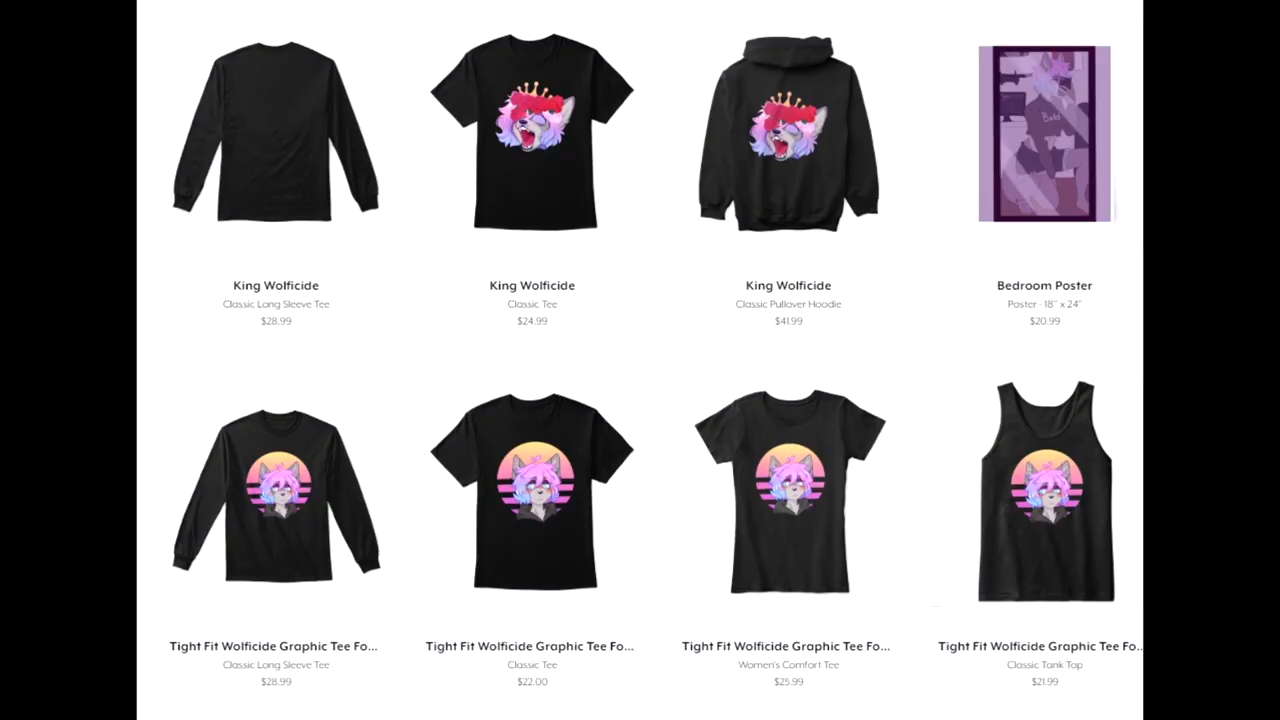 King Wolficide
Classic Long Sleeve Tee
$28.99
King Wolficide
Classic Tee
$24.99
King Wolficide
Classic Pullover Hoodie
$41.99
Bedroom Poster
Poster · 18" x 24"
$20.99
Tight Fit Wolficide Graphic Tee Fo...
Classic Long Sleeve Tee
$28.99
Tight Fit Wolficide Graphic Tee Fo...
Classic Tee
$22.00
Tight Fit Wolficide Graphic Tee Fo...
Women's Comfort Tee
$25.99
Tight Fit Wolficide Graphic Tee Fo..
Classic Tank Top
$21.99